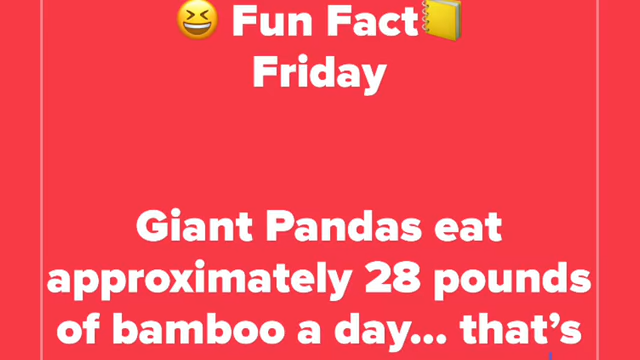 😆 Fun Fact📒
Friday
Giant Pandas eat
approximately 28 pounds
of bamboo a day... that’s